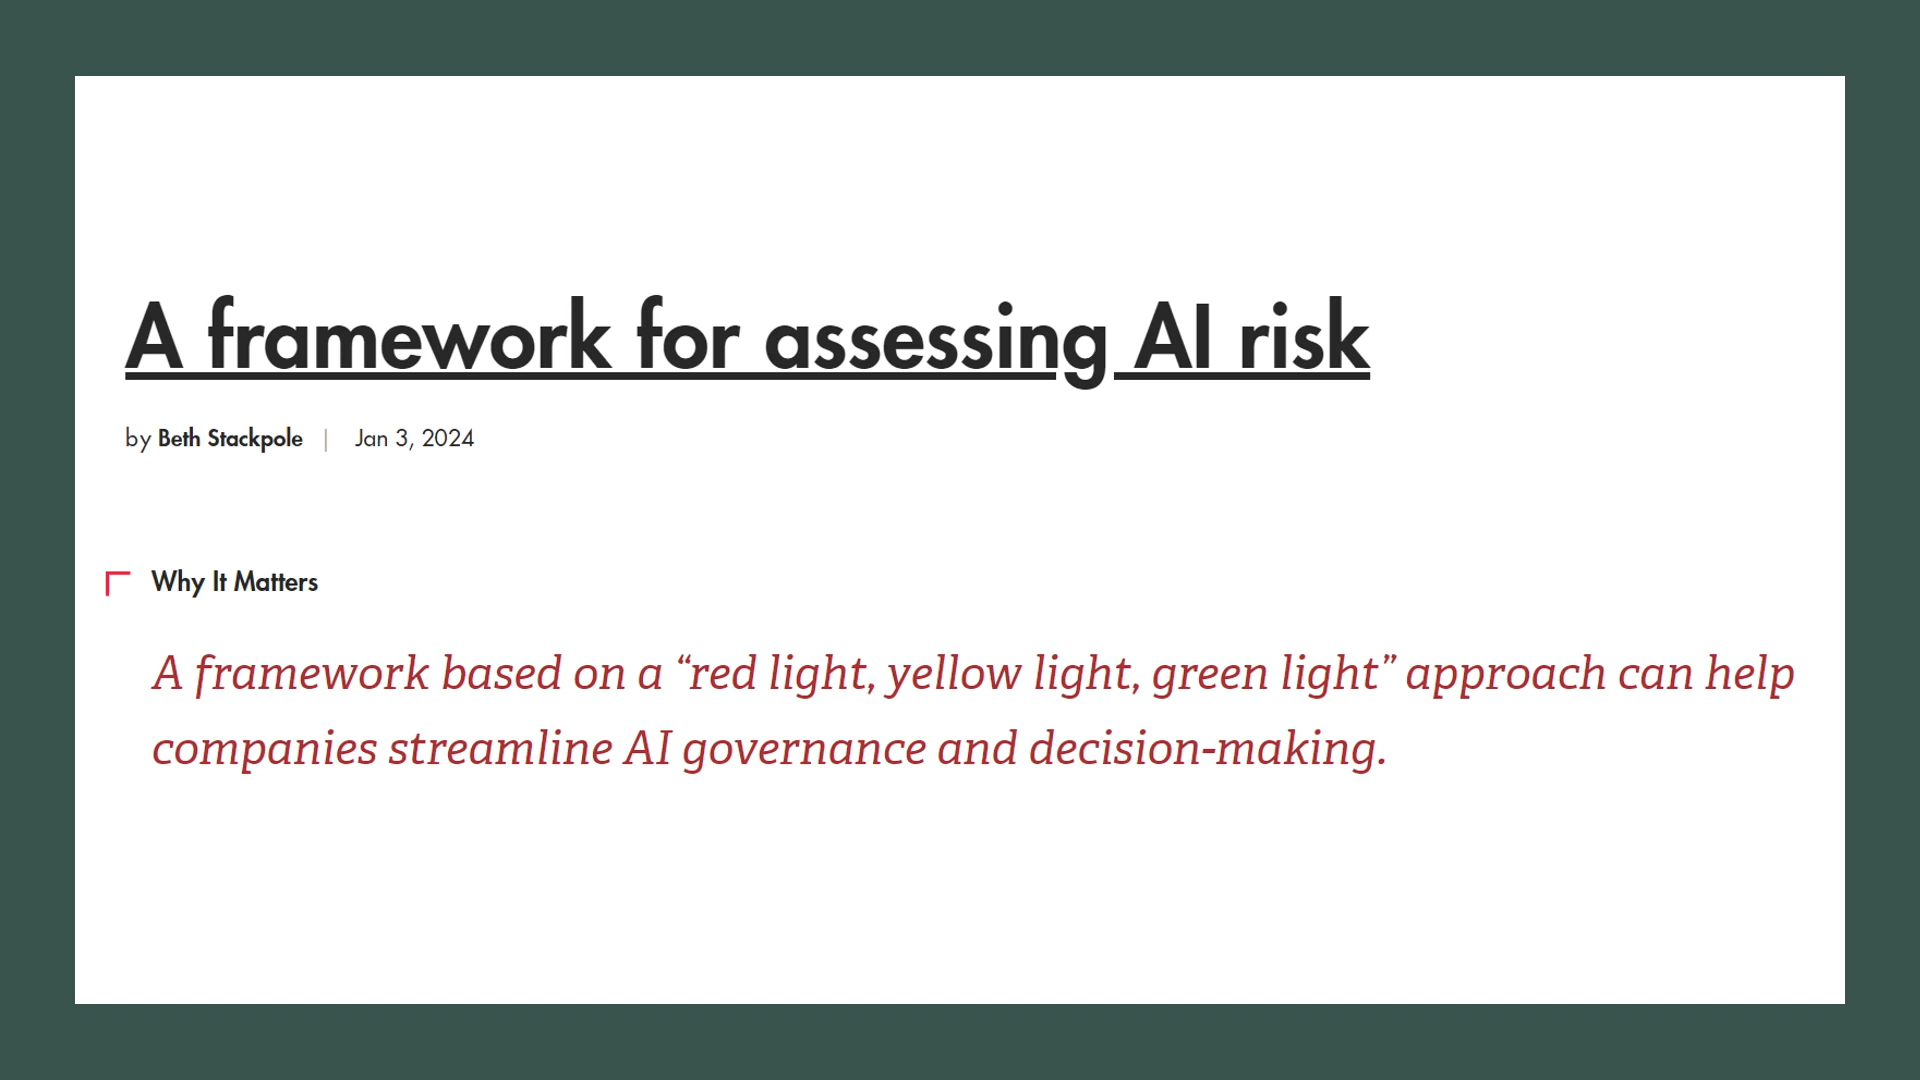 A framework for assessing AI risk
by Beth Stackpole | Jan 3, 2024
Why It Matters
A framework based on a “red light, yellow light, green light” approach can help
companies streamline AI governance and decision-making.